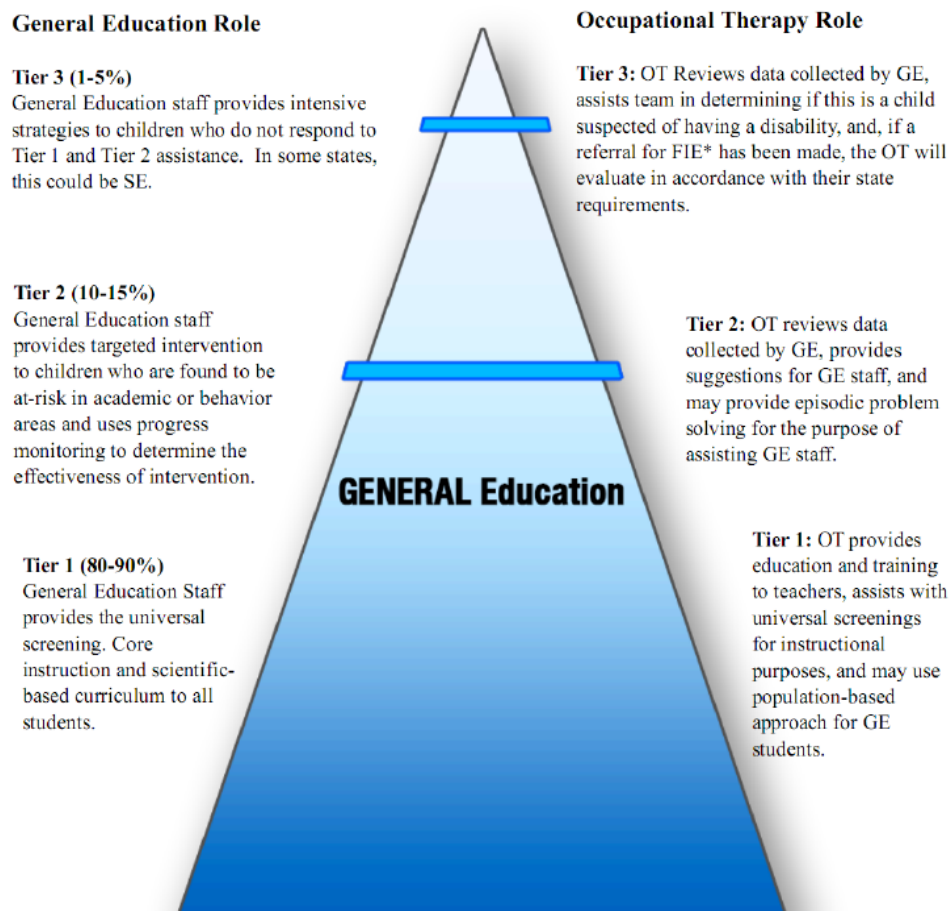 General Education Role
Tier 3 (1-5%)
General Education staff provides intensive
strategies to children who do not respond to
Tier 1 and Tier 2 assistance. In some states,
this could be SE.
Tier 2 (10-15%)
General Education staff
provides targeted intervention
to children who are found to be
at-risk in academic or behavior
areas and uses progress
monitoring to determine the
effectiveness of intervention.
Tier 1 (80-90%)
General Education Staff
provides the universal
screening. Core
instruction and scientific-
based curriculum to all
students.
GENERAL Education
Occupational Therapy Role
Tier 3: OT Reviews data collected by GE,
assists team in determining if this is a child
suspected of having a disability, and, if a
referral for FIE* has been made, the OT will
evaluate in accordance with their state
requirements.
Tier 2: OT reviews data
collected by GE, provides
suggestions for GE staff, and
may provide episodic problem
solving for the purpose of
assisting GE staff.
Tier 1: OT provides
education and training
to teachers, assists with
universal screenings
for instructional
purposes, and may use
population-based
approach for GE
students.